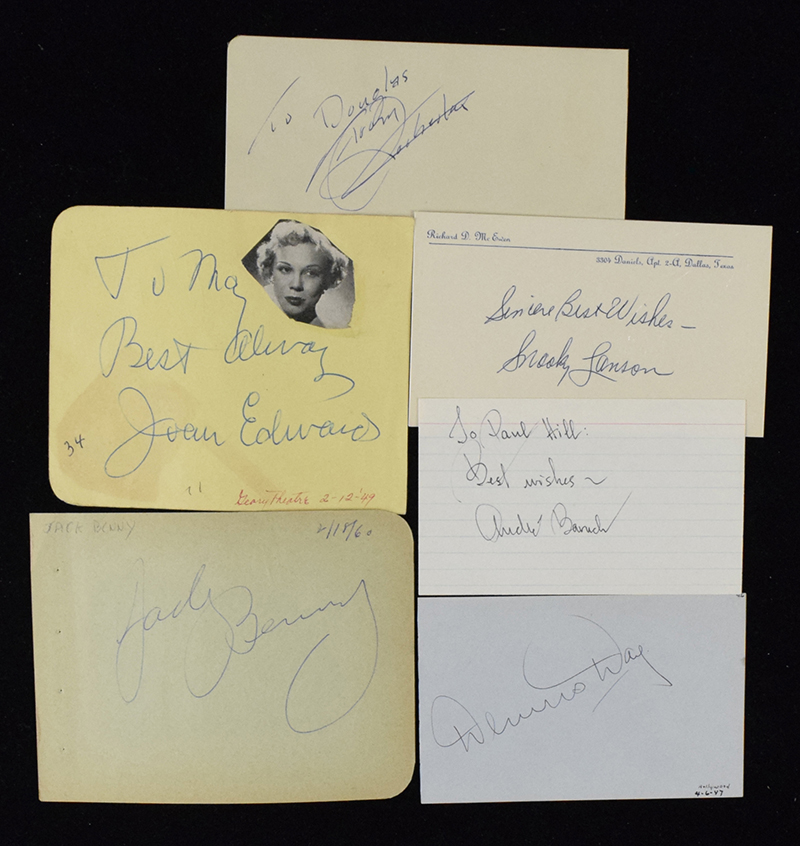 To Douglas
To May
Best Always
Joan Edwards
34
11
Geary Theatre 2-12-'49
Richard D. McEwen
3304 Daniels, Apt 2-A, Dallas, Texas
Sincere Best Wishes –
Snooky Lanson
To Paul Hill:
Best wishes ~
André Baruch
JACK BENNY
2/18/60
Jack Benny
Dennis Day
Hollywood
4-6-47